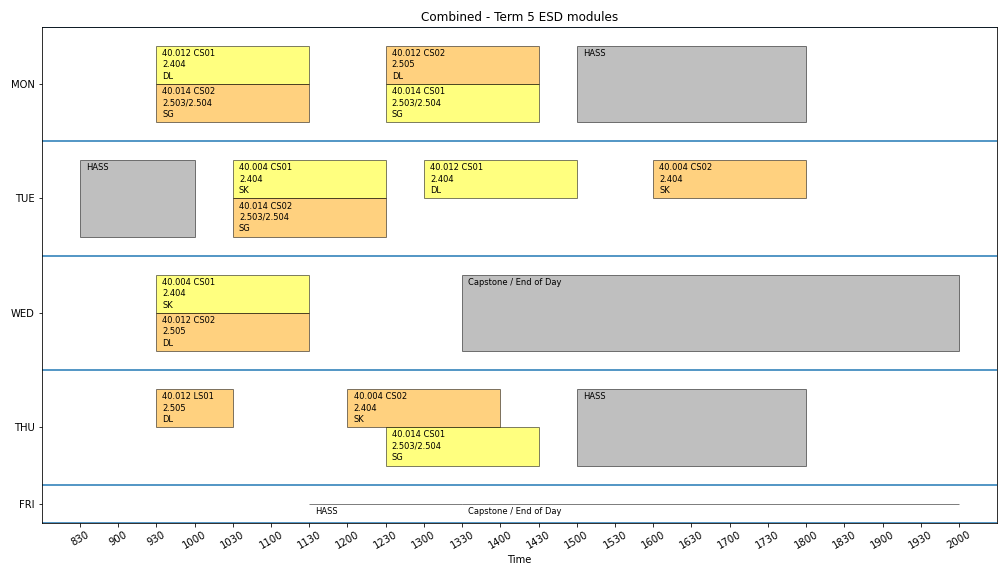 Combined - Term 5 ESD modules
MON
40.012 CS01
2.404
DL
40.014 CS02
2.503/2.504
SG
40.012 CS02
2.505
DL
40.014 CS01
2.503/2.504
SG
HASS
TUE
HASS
40.004 CS01
2.404
SK
40.014 CS02
2.503/2.504
SG
40.012 CS01
2.404
DL
40.004 CS02
2.404
SK
WED
40.004 CS01
2.404
SK
40.012 CS02
2.505
DL
Capstone / End of Day
THU
40.012 LS01
2.505
DL
40.004 CS02
2.404
SK
40.014 CS01
2.503/2.504
SG
HASS
FRI
HASS
Capstone / End of Day
830 900 930 1000 1030 1100 1130 1200 1230 1300 1330 1400 1430 1500 1600 1630 1700 1730 1800 1830 1900 1930 2000
Time